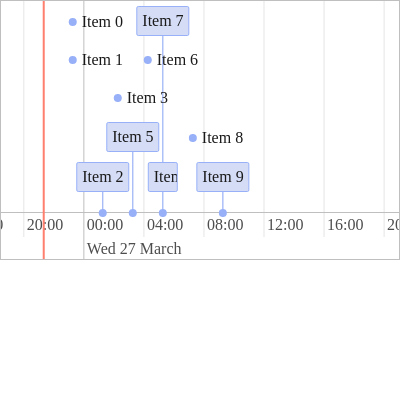 Item 0
Item 7
Item 1
Item 6
Item 3
Item 5
Item 8
Item 2
Item 9
20:00
00:00
04:00
08:00
12:00
16:00
Wed 27 March